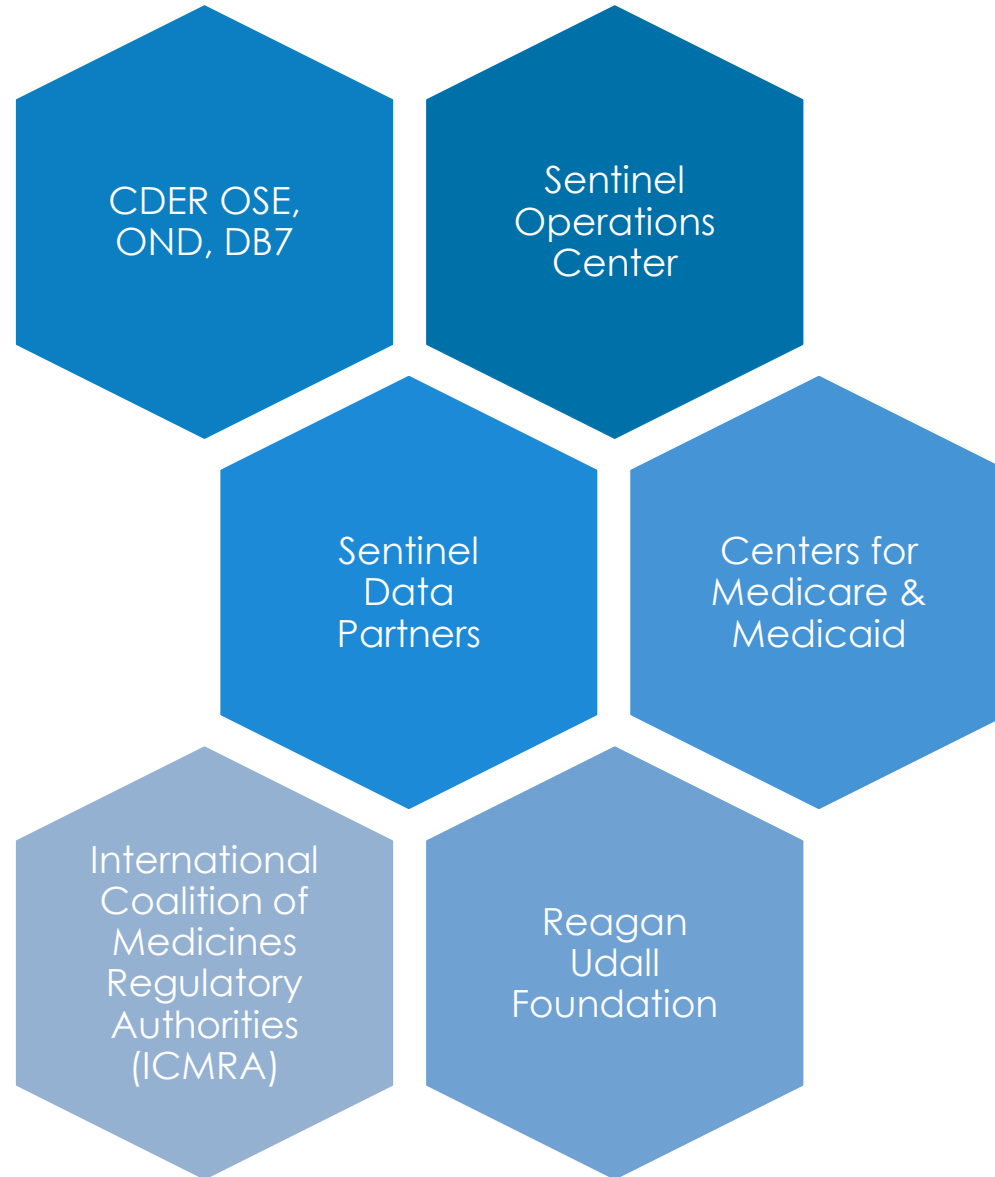 CDER OSE,
OND, DB7
Sentinel
Operations
Center
Sentinel
Data
Partners
Centers for
Medicare &
Medicaid
International
Coalition of
Medicines
Regulatory
Authorities
(ICMRA)
Reagan
Udall
Foundation